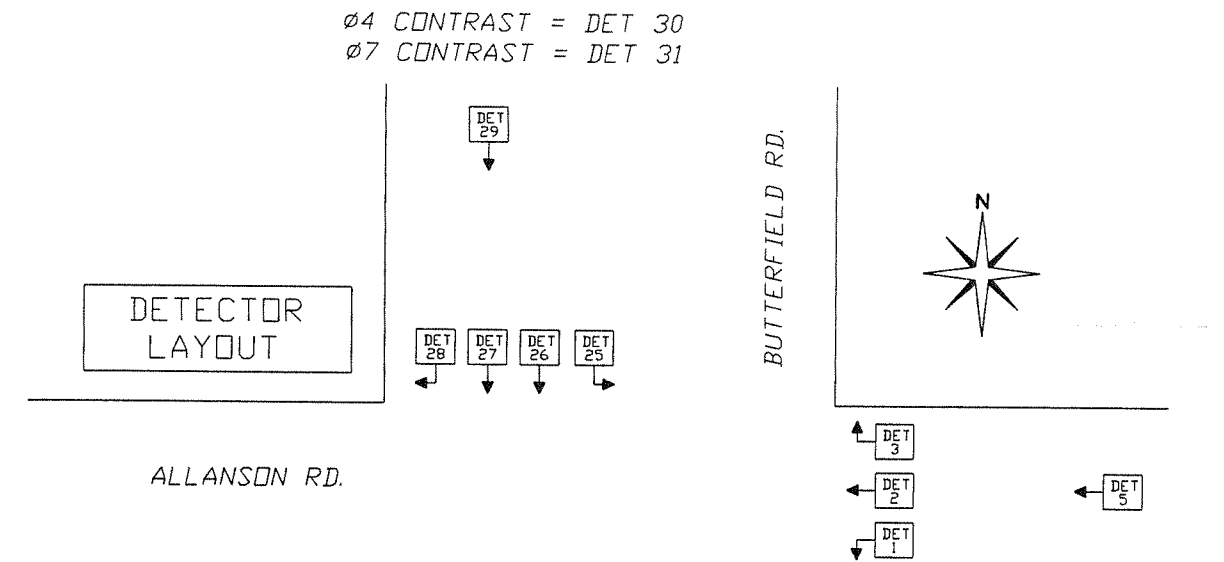 ø4 CONTRAST = DET 30
ø7 CONTRAST = DET 31
DET
29
BUTTERFIELD RD.
N
DETECTOR
LAYOUT
DET
28
DET
27
DET
26
DET
25
ALLANSON RD.
DET
3
DET
2
DET
5
DET
1